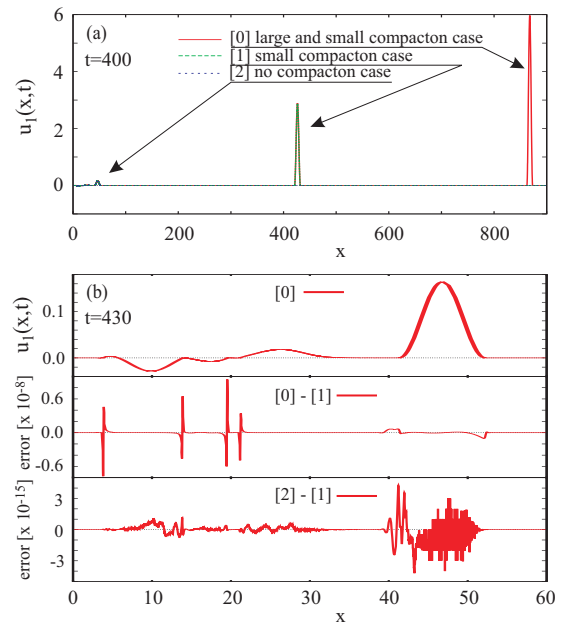 6
(a)
[0] large and small compacton case
[1] small compacton case
[2] no compacton case
t=400
4
u₁(x,t)
2
0
0 200 400 600 800
x
(b)
[0]
t=430
u₁(x,t)
0.1
0.0
error [x 10⁻⁸]
0.6
0.0
-0.6
[0] - [1]
error [x 10⁻¹⁵]
3
0
-3
[2] - [1]
0 10 20 30 40 50 60
x